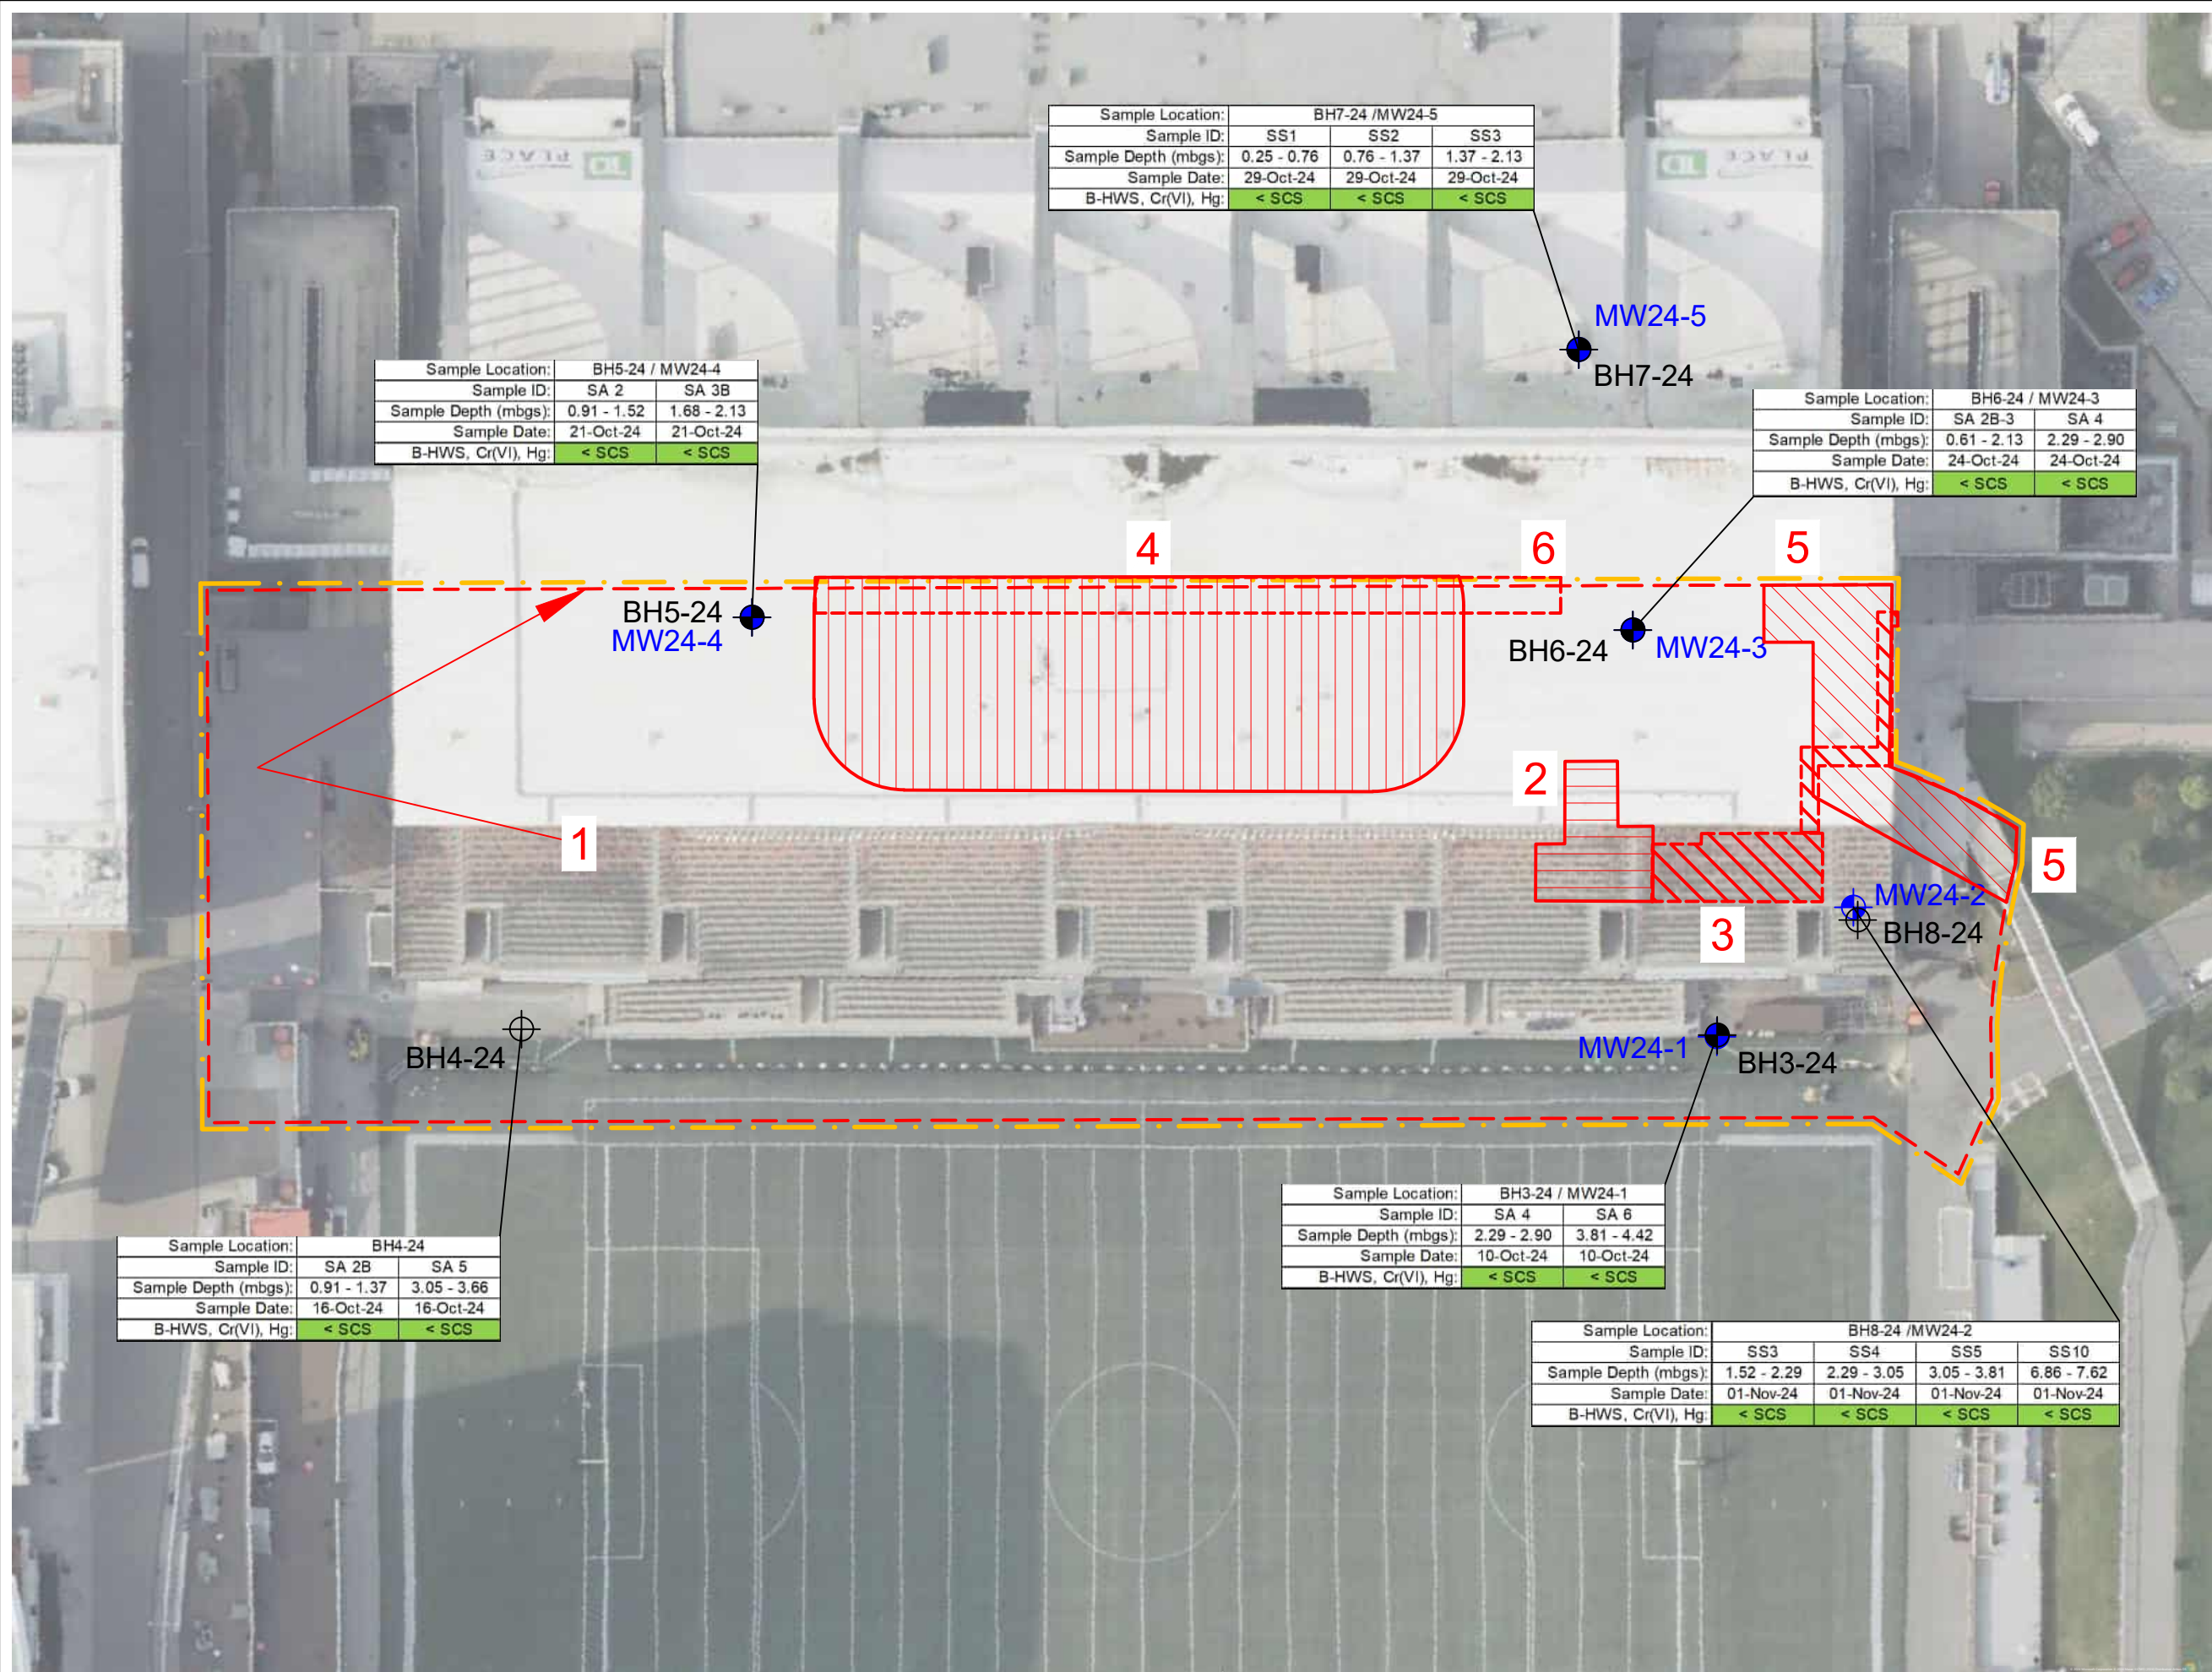 Sample Location: BH7-24 /MW24-5
Sample ID: SS1 SS2 SS3
Sample Depth (mbgs): 0.25 - 0.76 0.76 - 1.37 1.37 - 2.13
Sample Date: 29-Oct-24 29-Oct-24 29-Oct-24
B-HWS, Cr(VI), Hg: < SCS < SCS < SCS
TD PLACE
TD PLACE
MW24-5
BH7-24
Sample Location: BH5-24 / MW24-4
Sample ID: SA 2 SA 3B
Sample Depth (mbgs): 0.91 - 1.52 1.68 - 2.13
Sample Date: 21-Oct-24 21-Oct-24
B-HWS, Cr(VI), Hg: < SCS < SCS
Sample Location: BH6-24 / MW24-3
Sample ID: SA 2B-3 SA 4
Sample Depth (mbgs): 0.61 - 2.13 2.29 - 2.90
Sample Date: 24-Oct-24 24-Oct-24
B-HWS, Cr(VI), Hg: < SCS < SCS
4
6
5
BH5-24
MW24-4
BH6-24
MW24-3
2
1
5
MW24-2
BH8-24
3
BH4-24
MW24-1
BH3-24
Sample Location: BH3-24 / MW24-1
Sample ID: SA 4 SA 6
Sample Depth (mbgs): 2.29 - 2.90 3.81 - 4.42
Sample Date: 10-Oct-24 10-Oct-24
B-HWS, Cr(VI), Hg: < SCS < SCS
Sample Location: BH4-24
Sample ID: SA 2B SA 5
Sample Depth (mbgs): 0.91 - 1.37 3.05 - 3.66
Sample Date: 16-Oct-24 16-Oct-24
B-HWS, Cr(VI), Hg: < SCS < SCS
Sample Location: BH8-24 /MW24-2
Sample ID: SS3 SS4 SS5 SS10
Sample Depth (mbgs): 1.52 - 2.29 2.29 - 3.05 3.05 - 3.81 6.86 - 7.62
Sample Date: 01-Nov-24 01-Nov-24 01-Nov-24 01-Nov-24
B-HWS, Cr(VI), Hg: < SCS < SCS < SCS < SCS